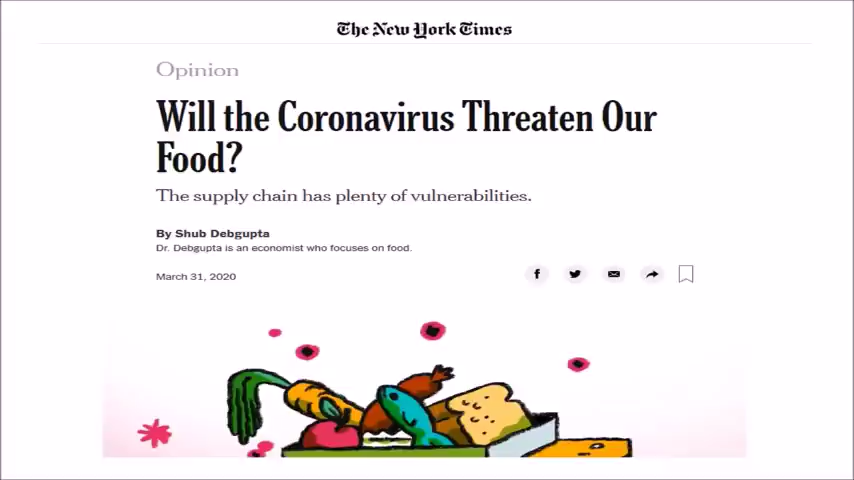 The New York Times
Opinion
Will the Coronavirus Threaten Our
Food?
The supply chain has plenty of vulnerabilities.
By Shub Debgupta
Dr. Debgupta is an economist who focuses on food.
March 31, 2020